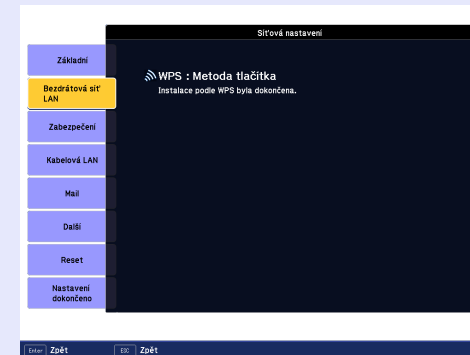 Síťová nastavení
Základní
Bezdrátová síť
LAN
Zabezpečení
Kabelová LAN
Mail
Další
Reset
Nastavení
dokončeno
WPS : Metoda tlačítka
Instalace podle WPS byla dokončena.
Enter Zpět
ESC Zpět